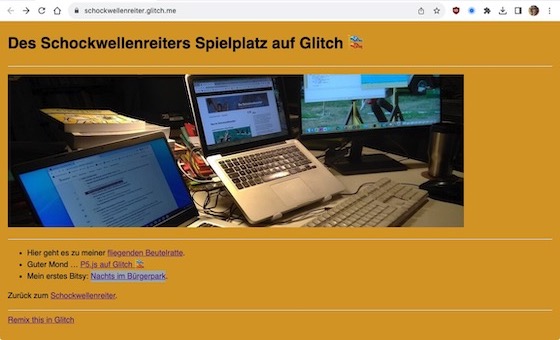 schockwellenreiter.glitch.me
Des Schockwellenreiters Spielplatz auf Glitch
Hier geht es zu meiner fliegenden Beutelratte.
Guter Mond … P5.js auf Glitch
Mein erstes Bitsy: Nachts im Bürgerpark.
Zurück zum Schockwellenreiter.
Remix this in Glitch